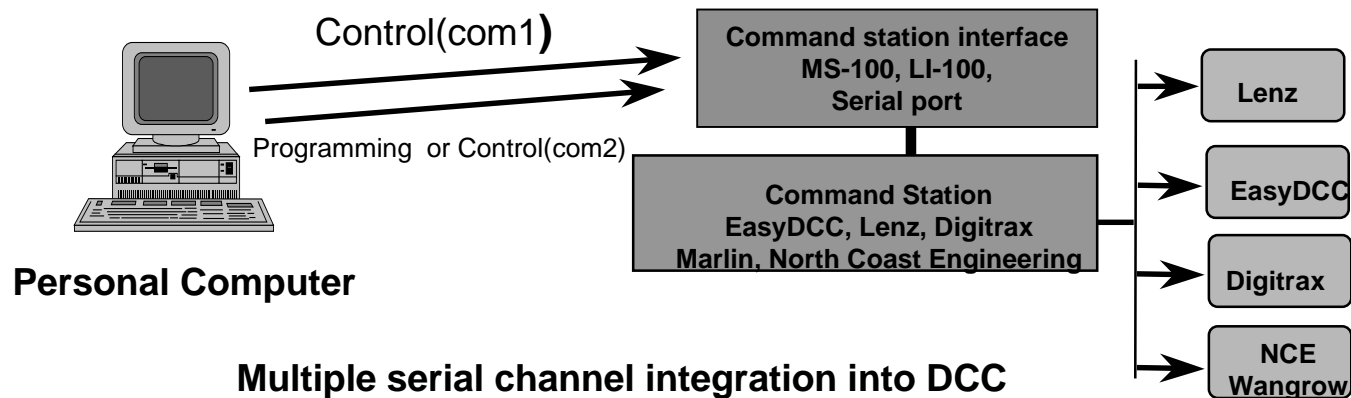 Control(com1)
Programming or Control(com2)
Personal Computer
Command station interface
MS-100, LI-100,
Serial port
Command Station
EasyDCC, Lenz, Digitrax
Marlin, North Coast Engineering
Lenz
EasyDCC
Digitrax
NCE
Wangrow
Multiple serial channel integration into DCC